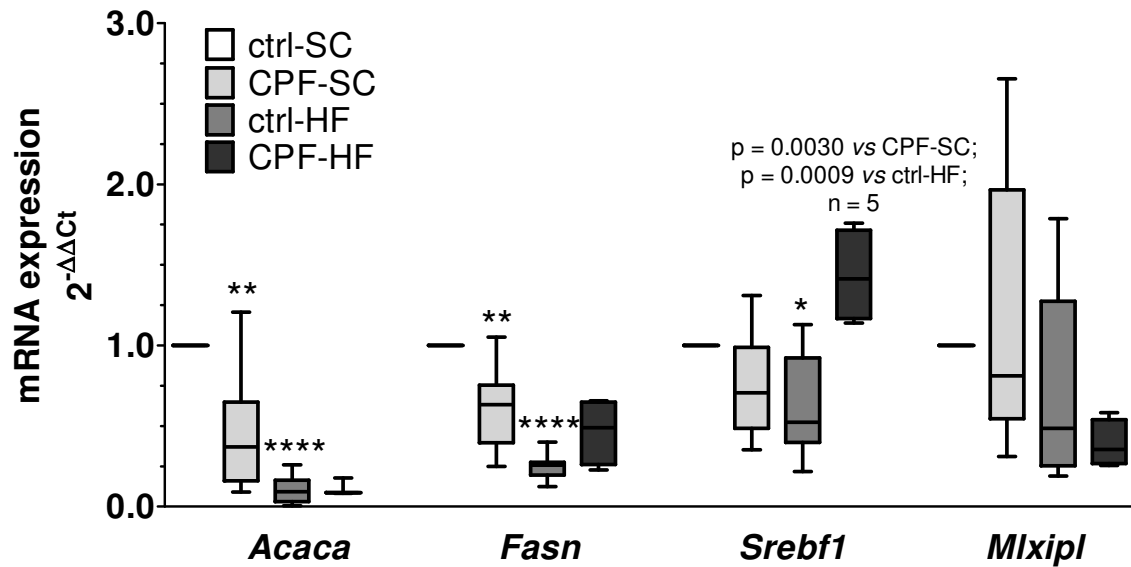 3.0
2.0
1.0
0.0
mRNA expression
2^-ΔΔCt
ctrl-SC
CPF-SC
ctrl-HF
CPF-HF
p = 0.0030 vs CPF-SC;
p = 0.0009 vs ctrl-HF;
n = 5
**
****
**
****
*
Acaca
Fasn
Srebf1
Mlxipl